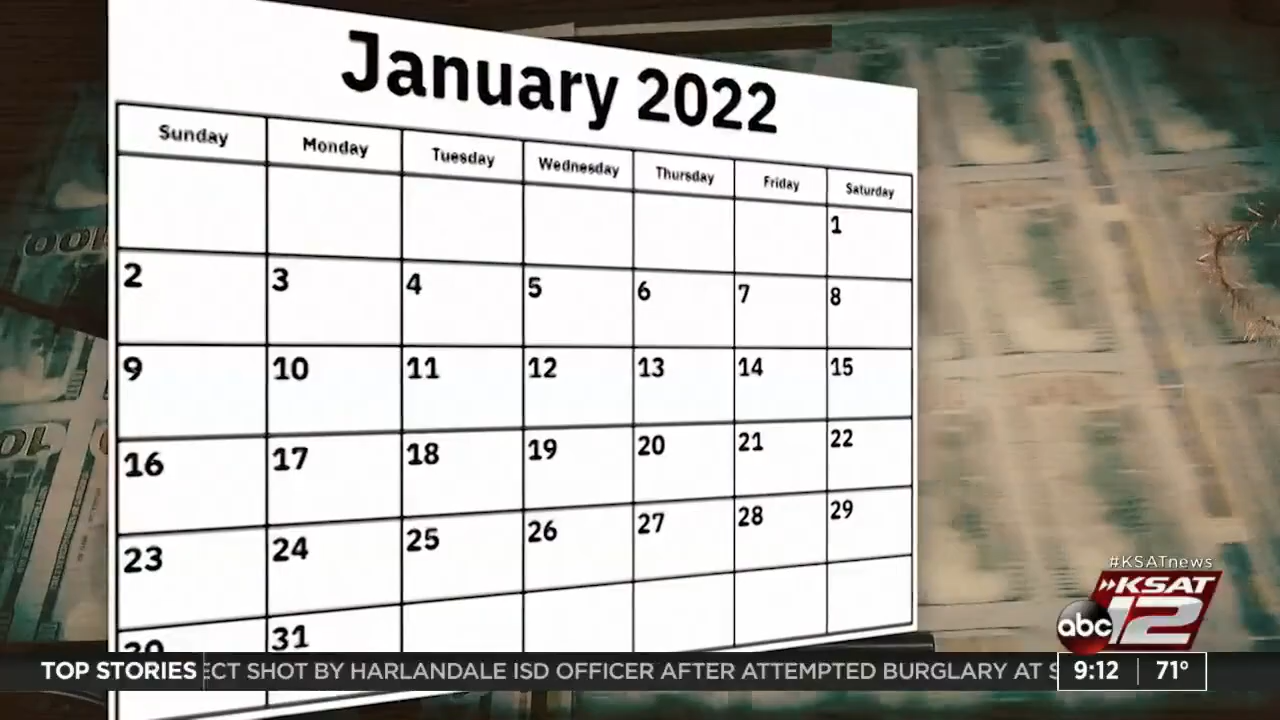 January 2022
Sunday Monday Tuesday Wednesday Thursday Friday Saturday
1
2 3 4 5 6 7 8
9 10 11 12 13 14 15
16 17 18 19 20 21 22
23 24 25 26 27 28 29
30 31
100
#KSATnews
KSAT
abc 12
TOP STORIES ECT SHOT BY HARLANDALE ISD OFFICER AFTER ATTEMPTED BURGLARY AT S 9:12 71°